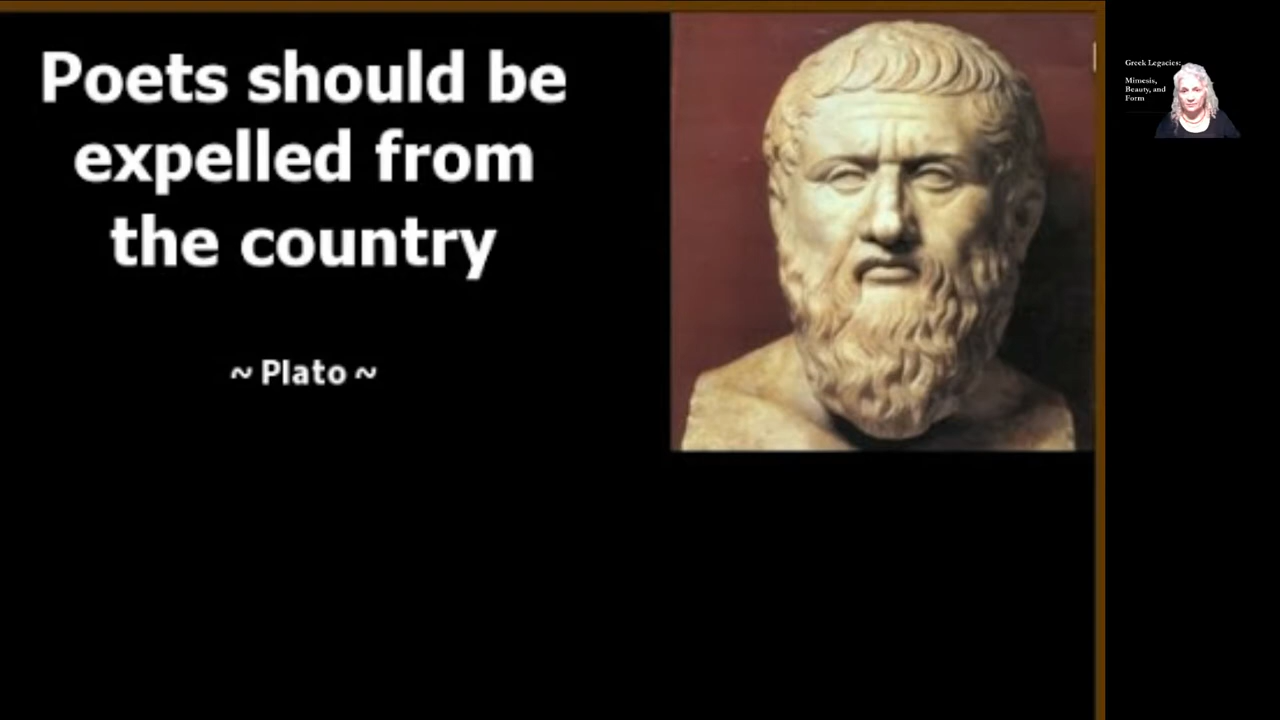 Poets should be
expelled from
the country
~ Plato ~
Greek Legacies:
Mimesis,
Beauty, and
Form